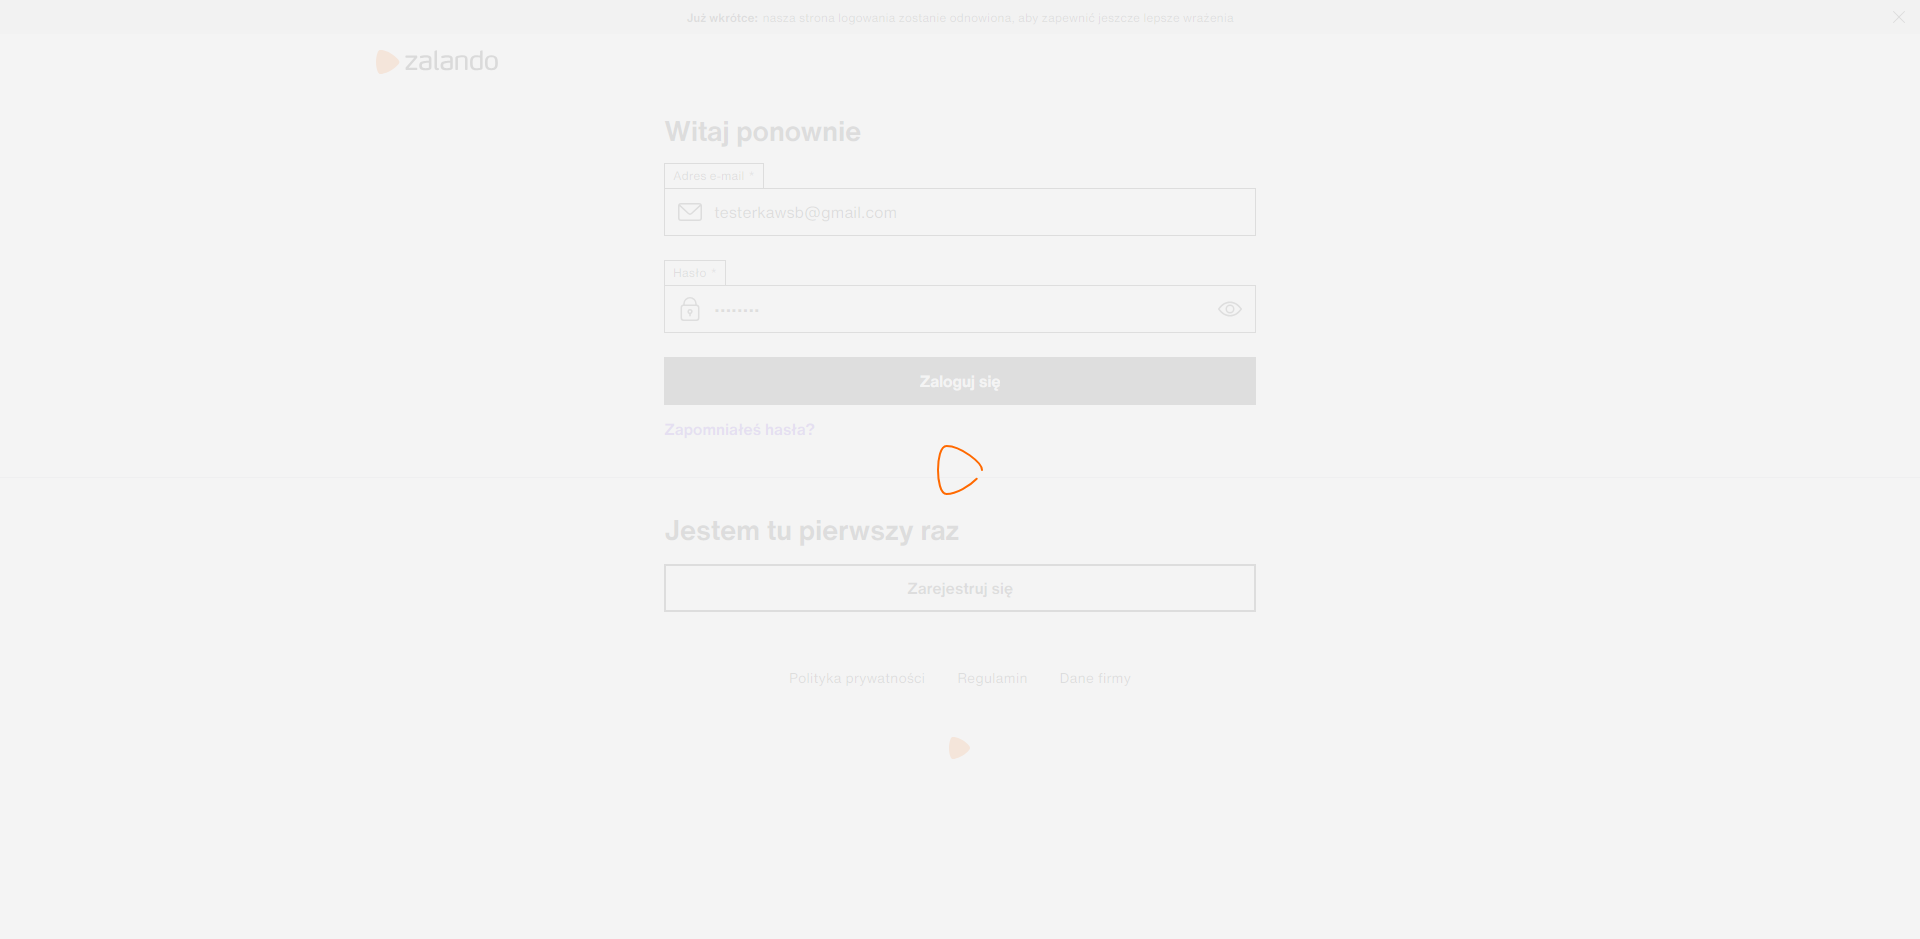 Już wkrótce: nasza strona logowania zostanie odnowiona, aby zapewnić jeszcze lepsze wrażenia
zalando
Witaj ponownie
Adres e-mail *
testerkawsb@gmail.com
Hasło *
••••••••
Zaloguj się
Zapomniałeś hasła?
Jestem tu pierwszy raz
Zarejestruj się
Polityka prywatności Regulamin Dane firmy